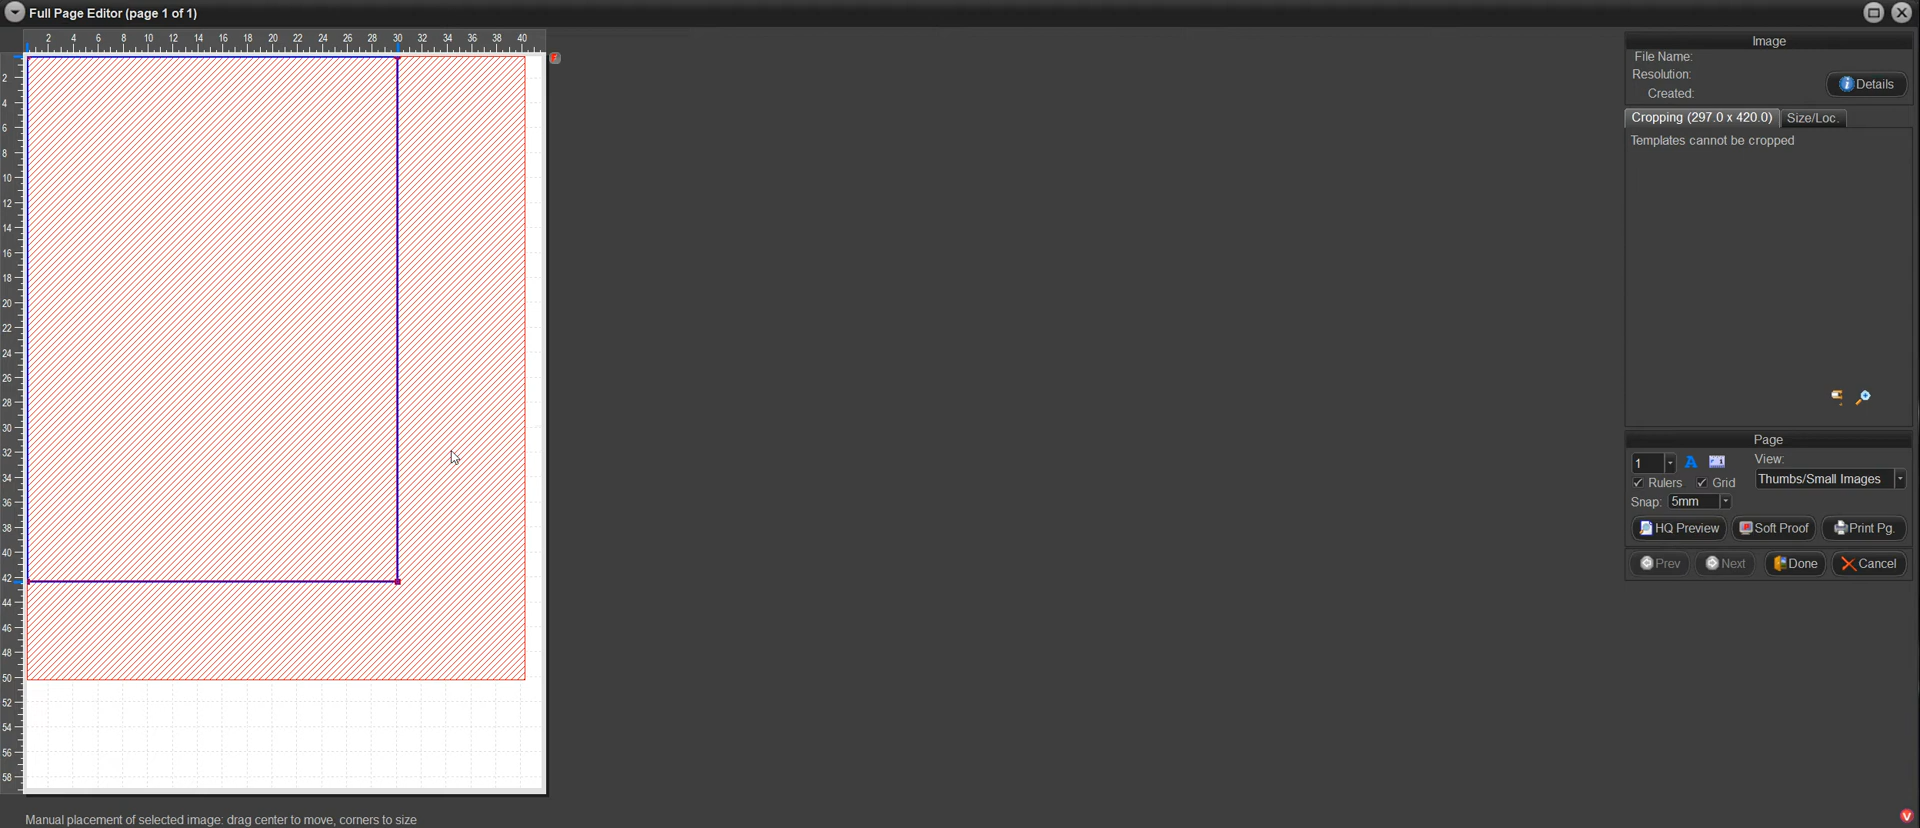 Full Page Editor (page 1 of 1)
2 4 6 8 10 12 14 16 18 20 22 24 26 28 30 32 34 36 38 40
2
4
6
8
10
12
14
16
18
20
22
24
26
28
30
32
34
36
38
40
42
44
46
48
50
52
54
56
58
Manual placement of selected image: drag center to move, corners to size
Image
File Name:
Resolution:
Details
Created:
Cropping (297.0 x 420.0) Size/Loc.
Templates cannot be cropped
Page
1 A View:
Rulers Grid Thumbs/Small Images
Snap: 5mm
HQ Preview Soft Proof Print Pg.
Prev Next Done Cancel
V